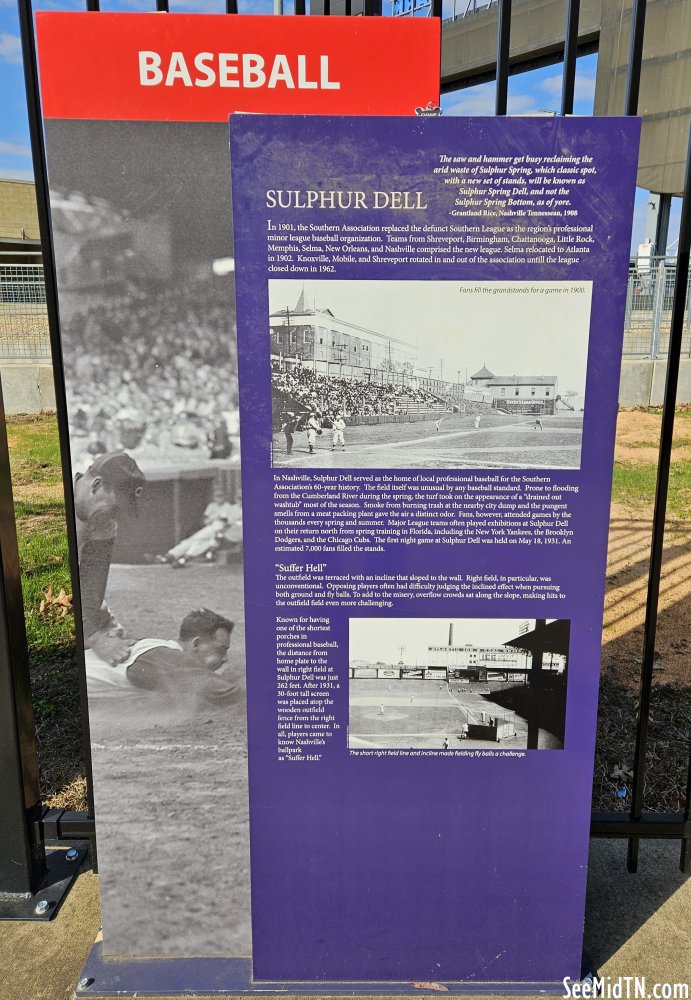 BASEBALL
The saw and hammer get busy reclaiming the
arid waste of Sulphur Spring, which classic spot,
with a new set of stands, will be known as
Sulphur Spring Dell, and not the
Sulphur Spring Bottom, as of yore.
-Grantland Rice, Nashville Tennessean, 1908
SULPHUR DELL
In 1901, the Southern Association replaced the defunct Southern League as the region's professional
minor league baseball organization. Teams from Shreveport, Birmingham, Chattanooga, Little Rock,
Memphis, Selma, New Orleans, and Nashville comprised the new league. Selma relocated to Atlanta
in 1902. Knoxville, Mobile, and Shreveport rotated in and out of the association untill the league
closed down in 1962.
Fans fill the grandstands for a game in 1900.
In Nashville, Sulphur Dell served as the home of local professional baseball for the Southern
Association's 60-year history. The field itself was unusual by any baseball standard. Prone to flooding
from the Cumberland River during the spring, the turf took on the appearance of a "drained out
washtub" most of the season. Smoke from burning trash at the nearby city dump and the pungent
smells from a meat packing plant gave the air a distinct odor. Fans, however, attended games by the
thousands every spring and summer. Major League teams often played exhibitions at Sulphur Dell
on their return north from spring training in Florida, including the New York Yankees, the Brooklyn
Dodgers, and the Chicago Cubs. The first night game at Sulphur Dell was held on May 18, 1931. An
estimated 7,000 fans filled the stands.
"Suffer Hell"
The outfield was terraced with an incline that sloped to the wall. Right field, in particular, was
unconventional. Opposing players often had difficulty judging the inclined effect when pursuing
both ground and fly balls. To add to the misery, overflow crowds sat along the slope, making hits to
the outfield field even more challenging.
Known for having
one of the shortest
porches in
professional baseball,
the distance from
home plate to the
wall in right field at
Sulphur Dell was just
262 feet. After 1931, a
30-foot tall screen
was placed atop the
wooden outfield
fence from the right
field line to center. In
all, players came to
know Nashville's
ballpark
as "Suffer Hell."
ATLANTIC ICE & COAL CO.
The short right field line and incline made fielding fly balls a challenge.
SeeMidTN.com